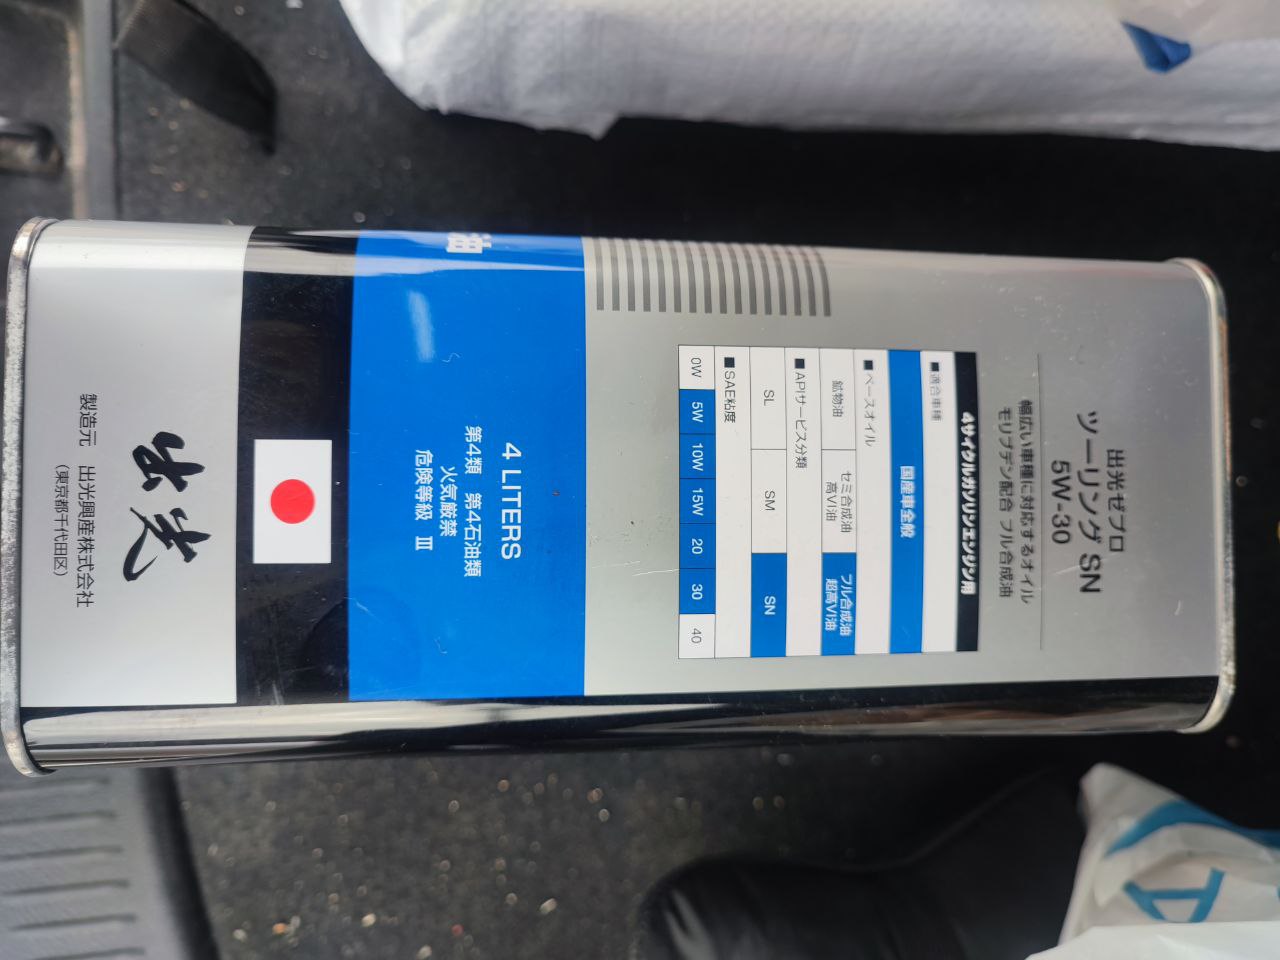 出光ゼプロ
ツーリング SN
5W-30
幅広い車種に対応するオイル
モリブデン配合 フル合成油
4サイクルガソリンエンジン用
■適合車種
国産車全般
■ベースオイル
鉱物油
セミ合成油
高VI油
フル合成油
超高VI油
■APIサービス分類
SL SM SN
■SAE粘度
0W 5W 10W 15W 20 30 40
油
4 LITERS
第4類 第4石油類
火気厳禁
危険等級 Ⅲ
出光
製造元 出光興産株式会社
(東京都千代田区)